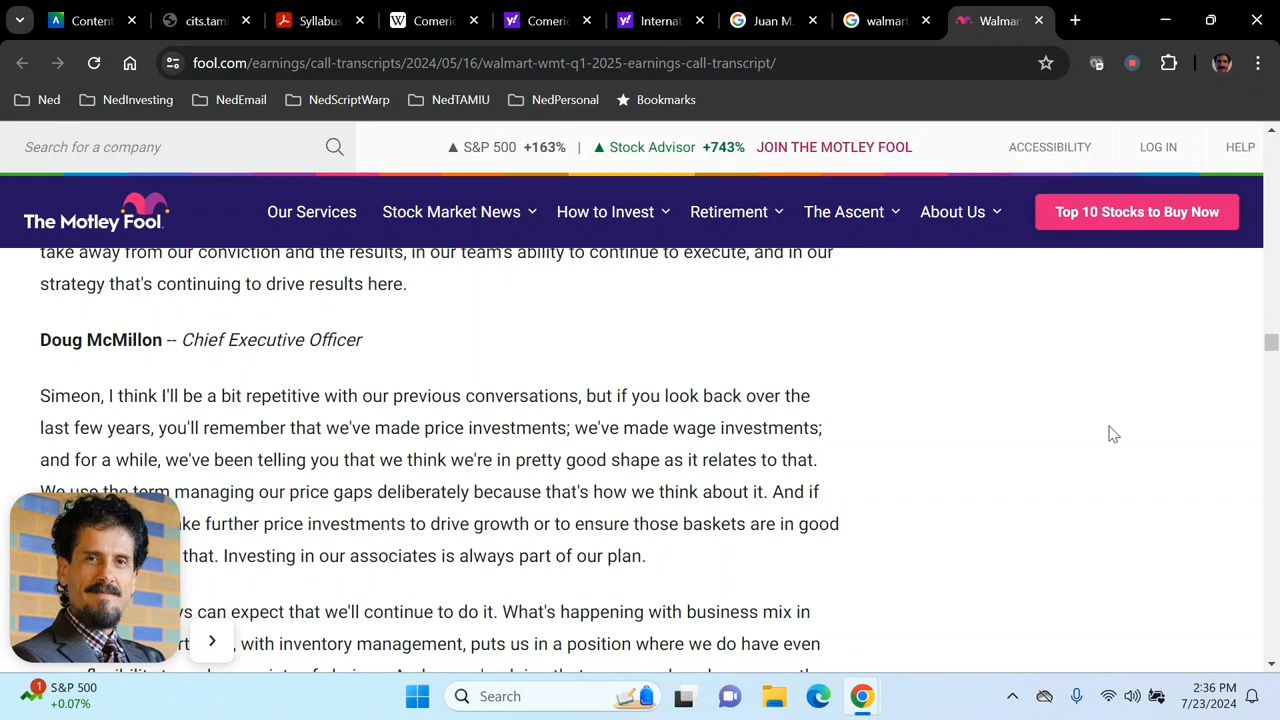 Content
cits.tami
Syllabus
Comeric
Comeric
Internat
Juan M.
walmart
Walmar
fool.com/earnings/call-transcripts/2024/05/16/walmart-wmt-q1-2025-earnings-call-transcript/
Ned
NedInvesting
NedEmail
NedScriptWarp
NedTAMIU
NedPersonal
Bookmarks
Search for a company
▲ S&P 500 +163% | ▲ Stock Advisor +743% JOIN THE MOTLEY FOOL
ACCESSIBILITY
LOG IN
HELP
The Motley Fool.
Our Services
Stock Market News
How to Invest
Retirement
The Ascent
About Us
Top 10 Stocks to Buy Now
take away from our conviction and the results, in our team's ability to continue to execute, and in our
strategy that's continuing to drive results here.
Doug McMillon -- Chief Executive Officer
Simeon, I think I'll be a bit repetitive with our previous conversations, but if you look back over the
last few years, you'll remember that we've made price investments; we've made wage investments;
and for a while, we've been telling you that we think we're in pretty good shape as it relates to that.
We use the term managing our price gaps deliberately because that's how we think about it. And if
ke further price investments to drive growth or to ensure those baskets are in good
that. Investing in our associates is always part of our plan.
s can expect that we'll continue to do it. What's happening with business mix in
, with inventory management, puts us in a position where we do have even
1
S&P 500
+0.07%
Search
2:36 PM
7/23/2024